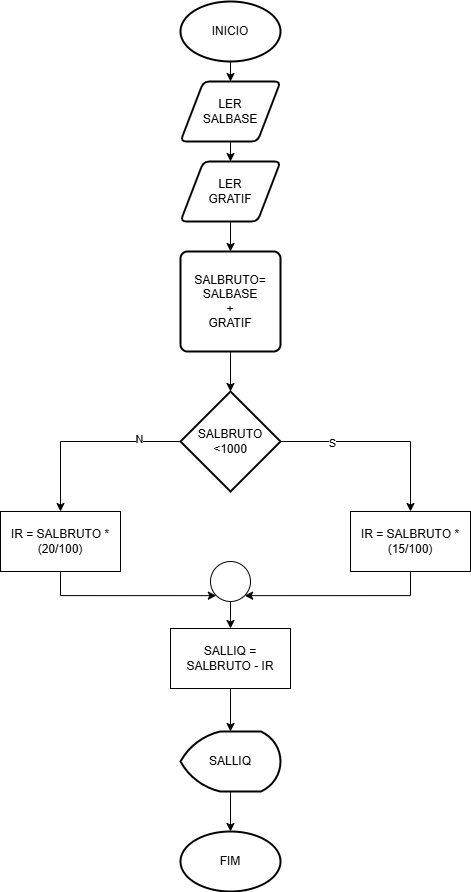 INICIO
LER
SALBASE
LER
GRATIF
SALBRUTO=
SALBASE
+
GRATIF
SALBRUTO
<1000
N
S
IR = SALBRUTO *
(20/100)
IR = SALBRUTO *
(15/100)
SALLIQ =
SALBRUTO - IR
SALLIQ
FIM